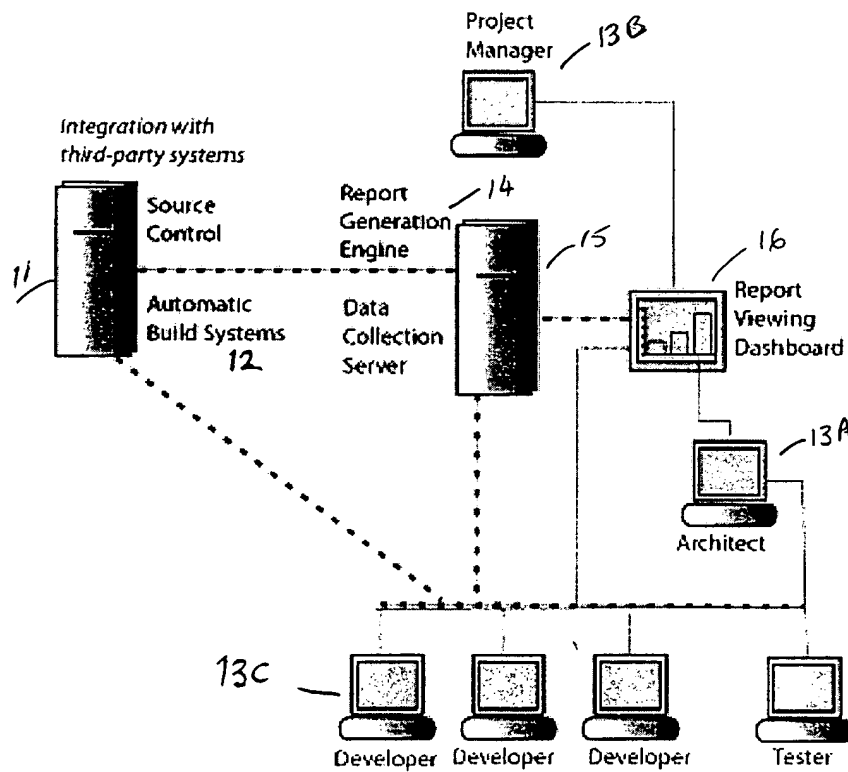 Project
Manager
13B
Integration with
third-party systems
Source
Control
Report
Generation
Engine
14
15
16
11
Automatic
Build Systems
12
Data
Collection
Server
Report
Viewing
Dashboard
13A
Architect
13C
Developer
Developer
Developer
Tester